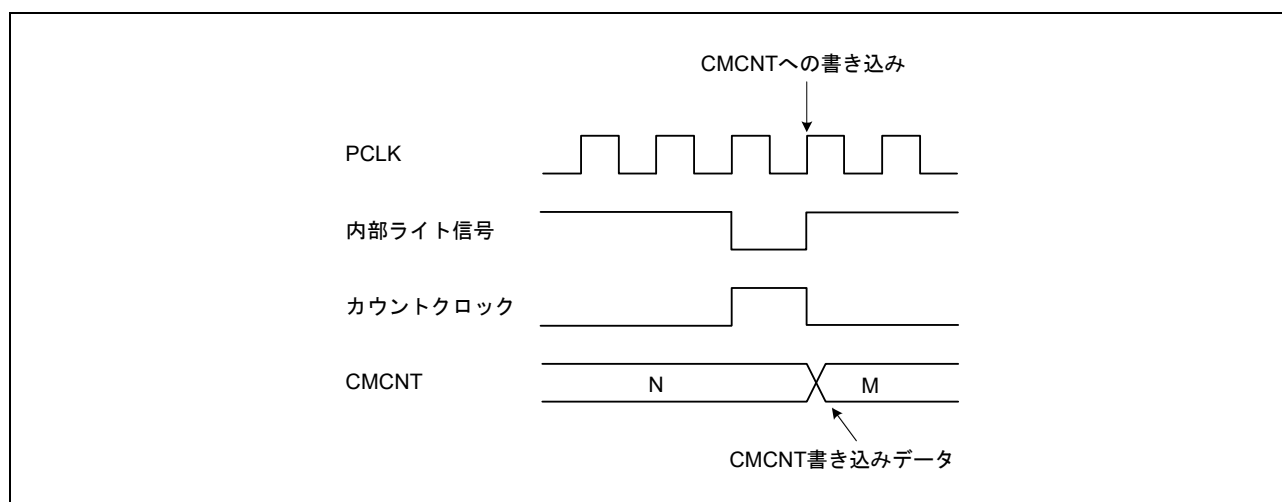 CMCNTへの書き込み
PCLK
内部ライト信号
カウントクロック
CMCNT
N
M
CMCNT書き込みデータ